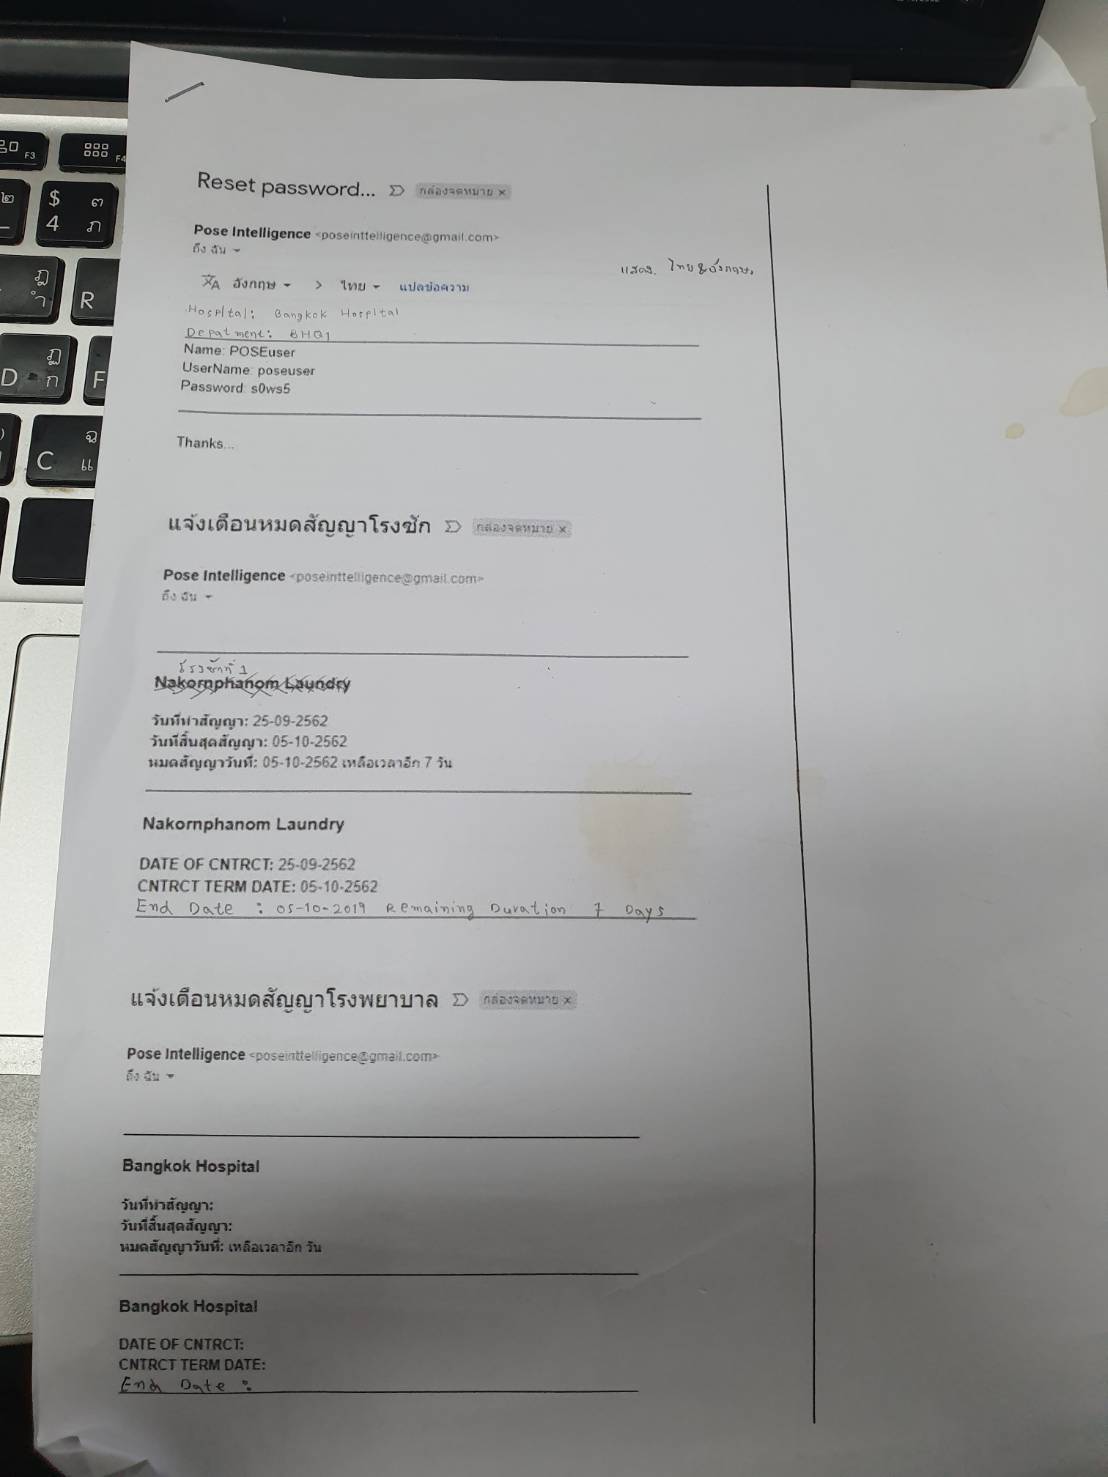 Reset password... กล่องจดหมาย ×
Pose Intelligence <poseinttelligence@gmail.com>
ถึง ฉัน
แสดง ไทย&อังกฤษ
อังกฤษ > ไทย แปลข้อความ
Hospital: Bangkok Hospital
Depatment: BHQ1
Name: POSEuser
UserName: poseuser
Password: s0ws5
Thanks...
แจ้งเตือนหมดสัญญาโรงซัก กล่องจดหมาย ×
Pose Intelligence <poseinttelligence@gmail.com>
ถึง ฉัน
โรงซักที่ 1
Nakornphanom Laundry
วันที่ทำสัญญา: 25-09-2562
วันที่สิ้นสุดสัญญา: 05-10-2562
หมดสัญญาวันที่: 05-10-2562 เหลือเวลาอีก 7 วัน
Nakornphanom Laundry
DATE OF CNTRCT: 25-09-2562
CNTRCT TERM DATE: 05-10-2562
End Date : 05-10-2019 Remaining Duration 7 Days
แจ้งเตือนหมดสัญญาโรงพยาบาล กล่องจดหมาย ×
Pose Intelligence <poseinttelligence@gmail.com>
ถึง ฉัน
Bangkok Hospital
วันที่ทำสัญญา:
วันที่สิ้นสุดสัญญา:
หมดสัญญาวันที่: เหลือเวลาอีก วัน
Bangkok Hospital
DATE OF CNTRCT:
CNTRCT TERM DATE:
End Date :
F3
F4
$ ๓
4 ภ
R
D ก
F
C ฉ
แ